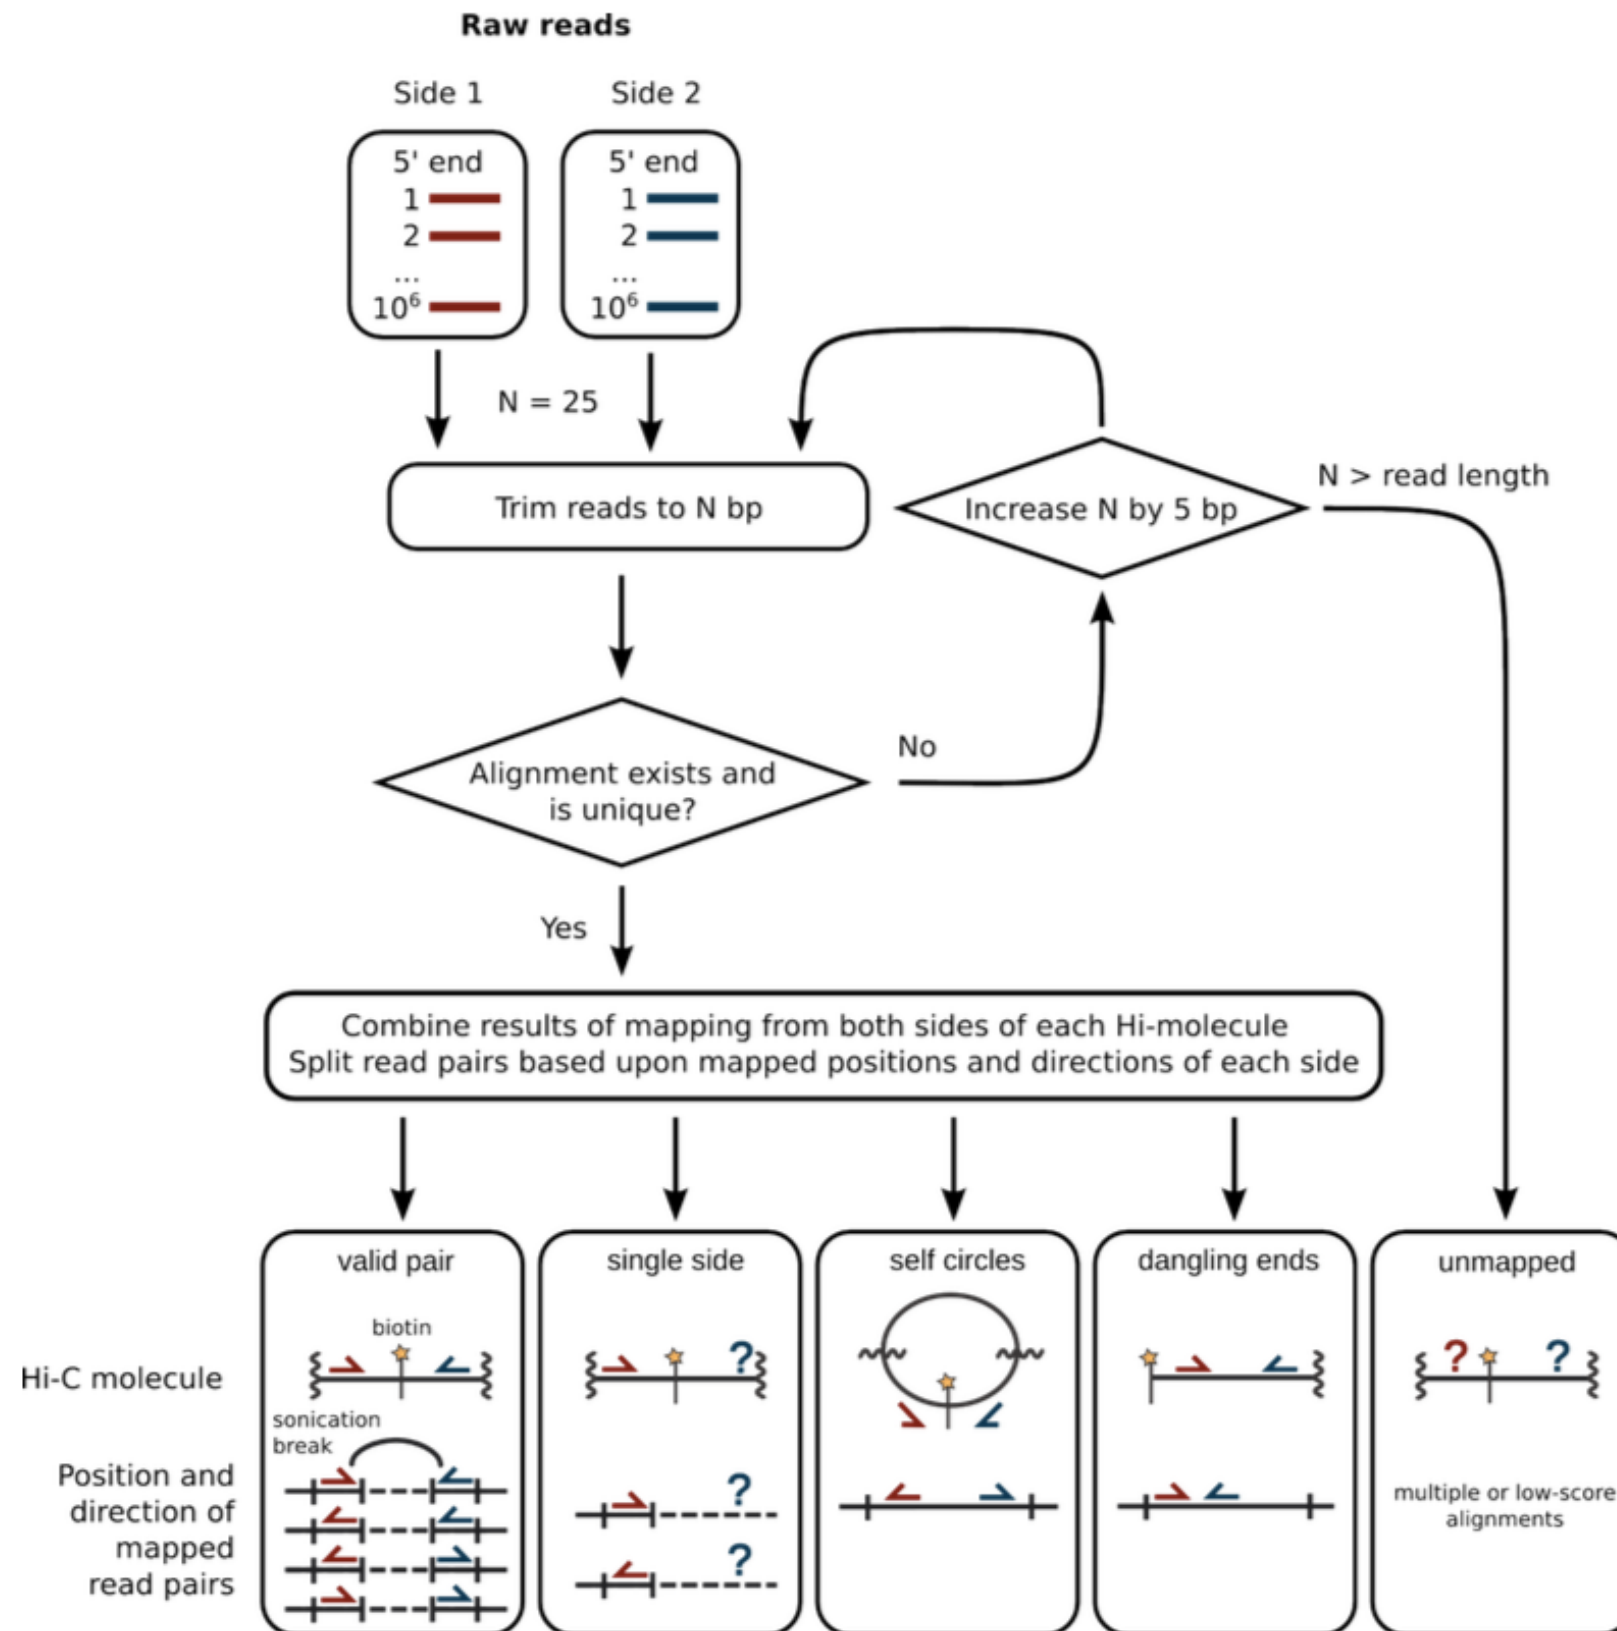 Raw reads
Side 1
Side 2
5' end
1
2
...
10⁶
5' end
1
2
...
10⁶
N = 25
Trim reads to N bp
Increase N by 5 bp
N > read length
Alignment exists and
is unique?
No
Yes
Combine results of mapping from both sides of each Hi-molecule
Split read pairs based upon mapped positions and directions of each side
valid pair
single side
self circles
dangling ends
unmapped
biotin
?
? ?
Hi-C molecule
sonication
break
Position and
direction of
mapped
read pairs
?
?
multiple or low-score
alignments